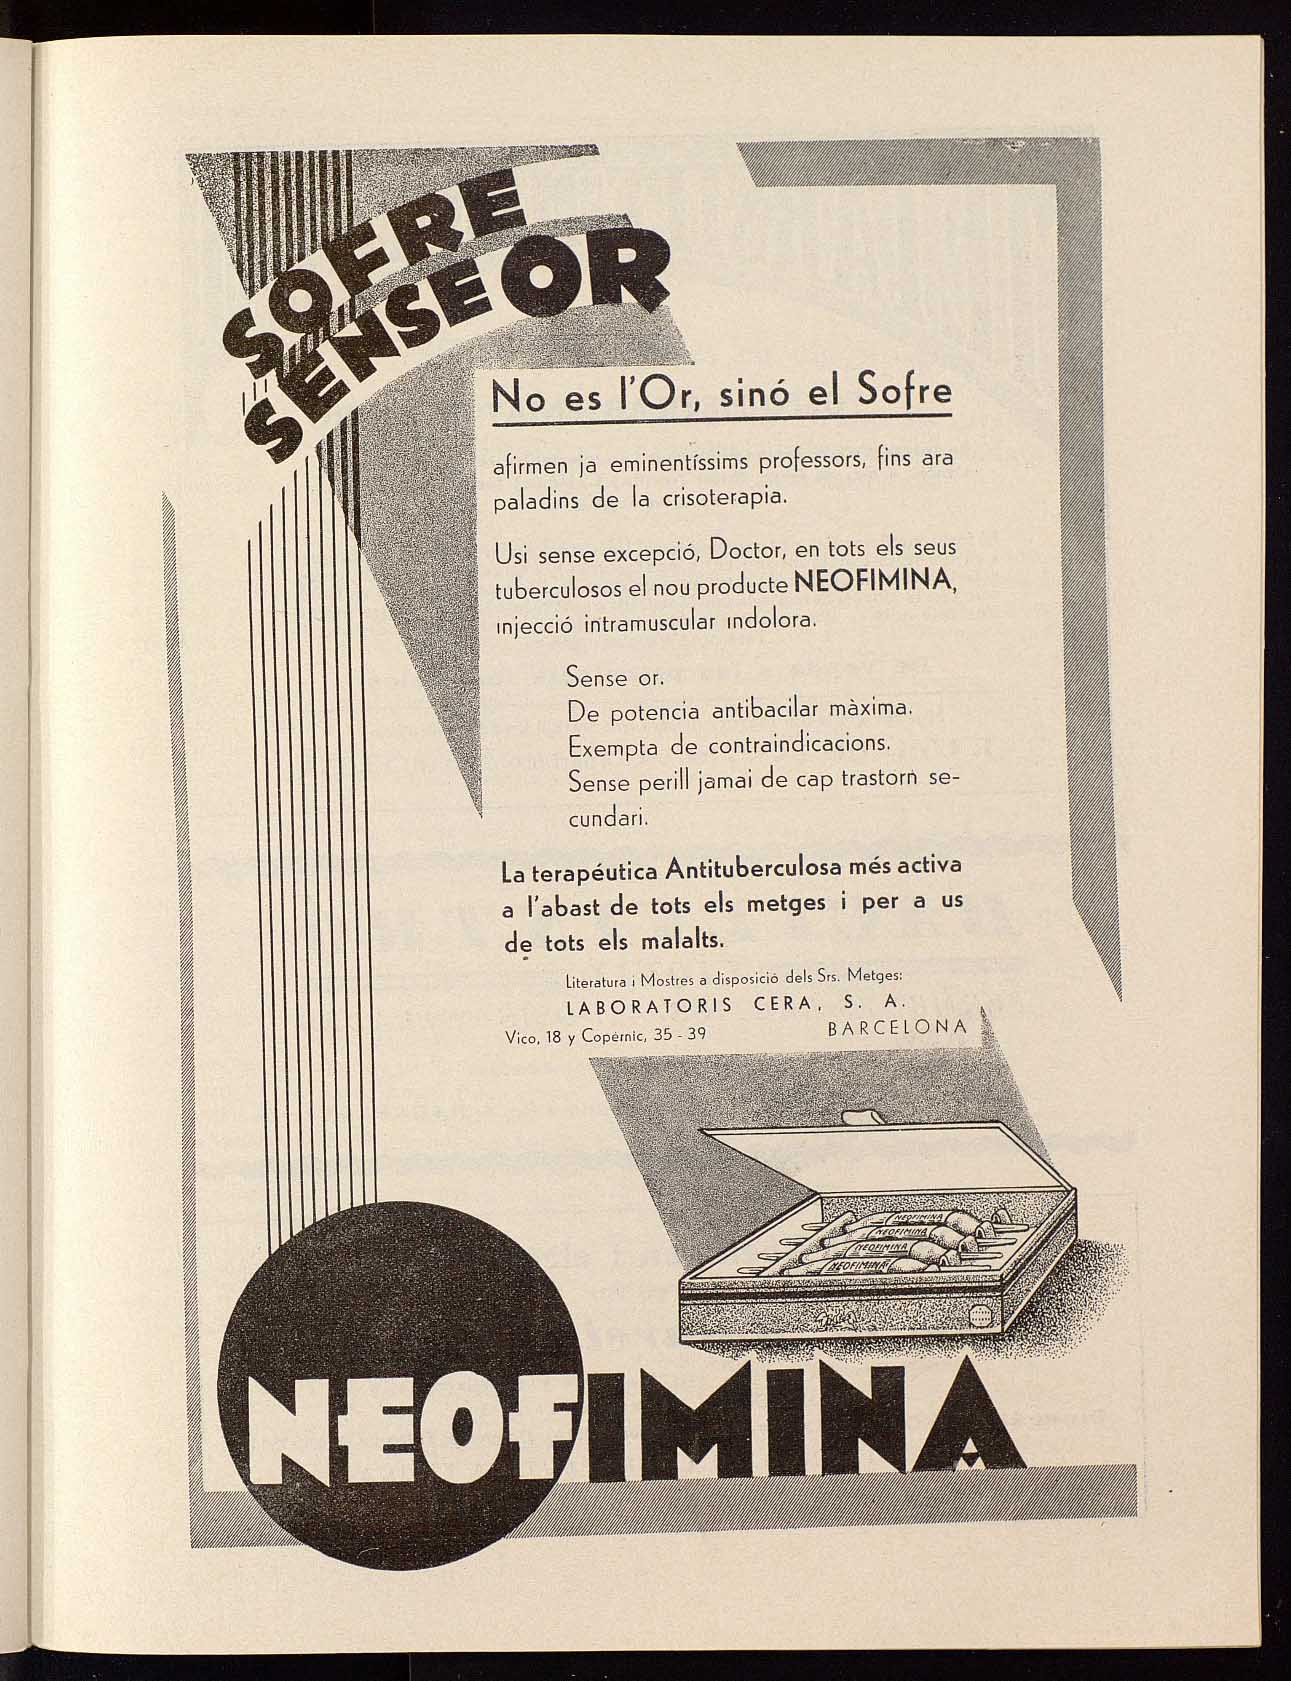 SOFRE
SENSE OR
No es l'Or, sinó el Sofre
afirmen ja eminentíssims professors, fins ara
paladins de la crisoterapia.
Usi sense excepció, Doctor, en tots els seus
tuberculosos el nou producte NEOFIMINA,
injecció intramuscular indolora.
Sense or.
De potencia antibacilar màxima.
Exempta de contraindicacions.
Sense perill jamai de cap trastorn se-
cundari.
La terapéutica Antituberculosa més activa
a l'abast de tots els metges i per a us
de tots els malalts.
Literatura i Mostres a disposició dels Srs. Metges:
LABORATORIS CERA, S. A.
Vico, 18 y Copérnic, 35 - 39 BARCELONA
NEOFIMINA
NEOFIMINA
NEOFIMINA
NEOFIMINA
NEOFIMINA